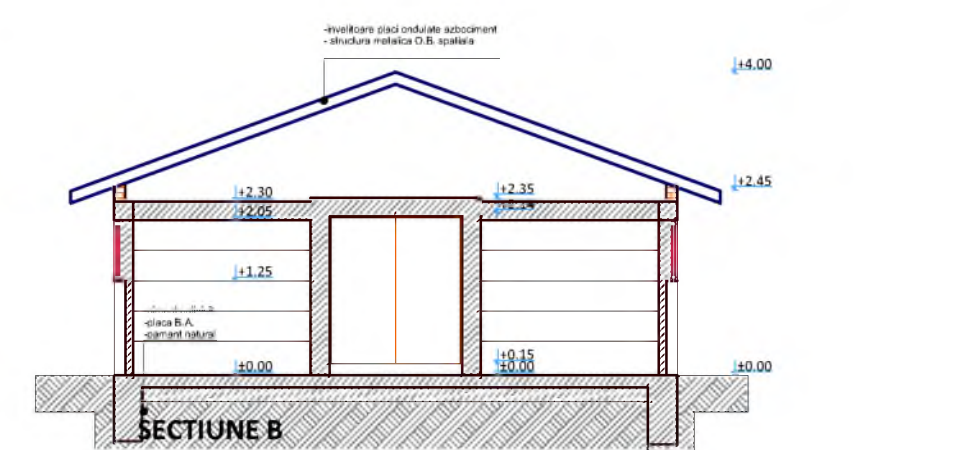 -invelitoare placi ondulate azbociment
- structura metalica O.B. spatiala
+4.00
+2.45
+2.30
+2.35
+2.05
+1.25
-placa B.A.
-pamant natural
+0.15
±0.00
±0.00
±0.00
SECTIUNE B